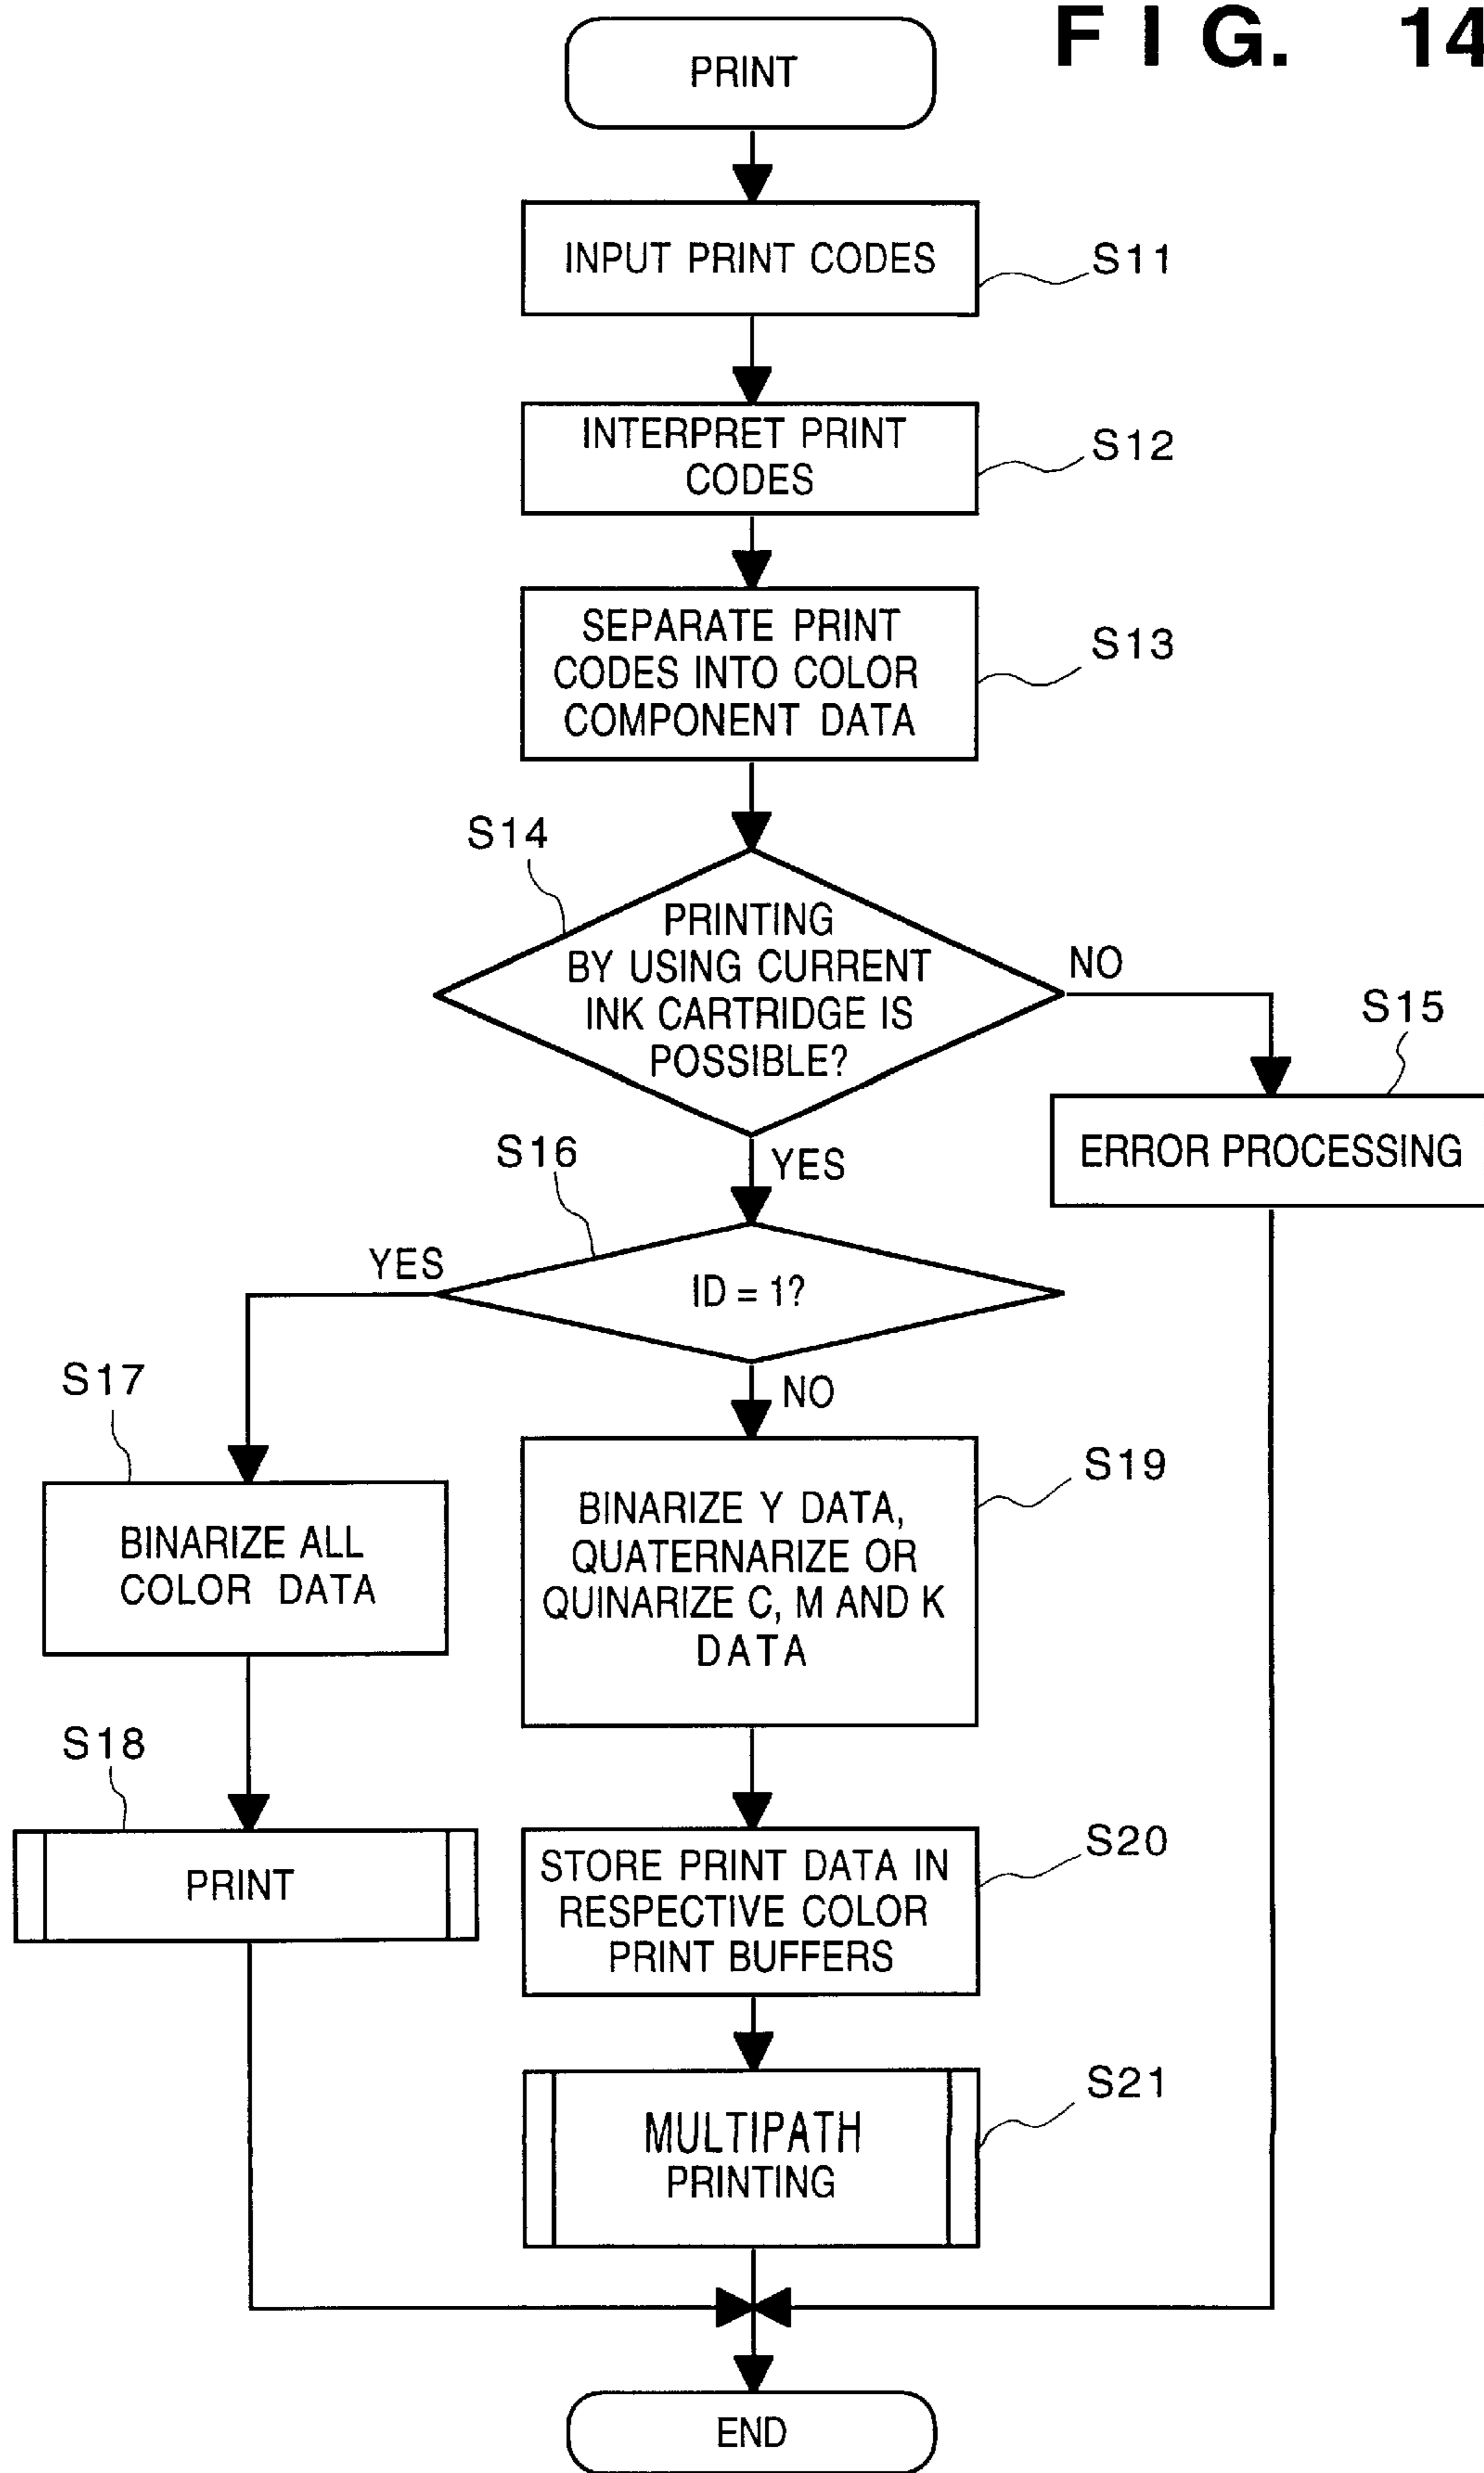 FIG. 14
PRINT
INPUT PRINT CODES
S11
INTERPRET PRINT
CODES
S12
SEPARATE PRINT
CODES INTO COLOR
COMPONENT DATA
S13
S14
PRINTING
BY USING CURRENT
INK CARTRIDGE IS
POSSIBLE?
NO
S15
ERROR PROCESSING
YES
S16
ID = 1?
YES
NO
S17
BINARIZE ALL
COLOR DATA
S19
BINARIZE Y DATA,
QUATERNARIZE OR
QUINARIZE C, M AND K
DATA
S18
PRINT
S20
STORE PRINT DATA IN
RESPECTIVE COLOR
PRINT BUFFERS
S21
MULTIPATH
PRINTING
END